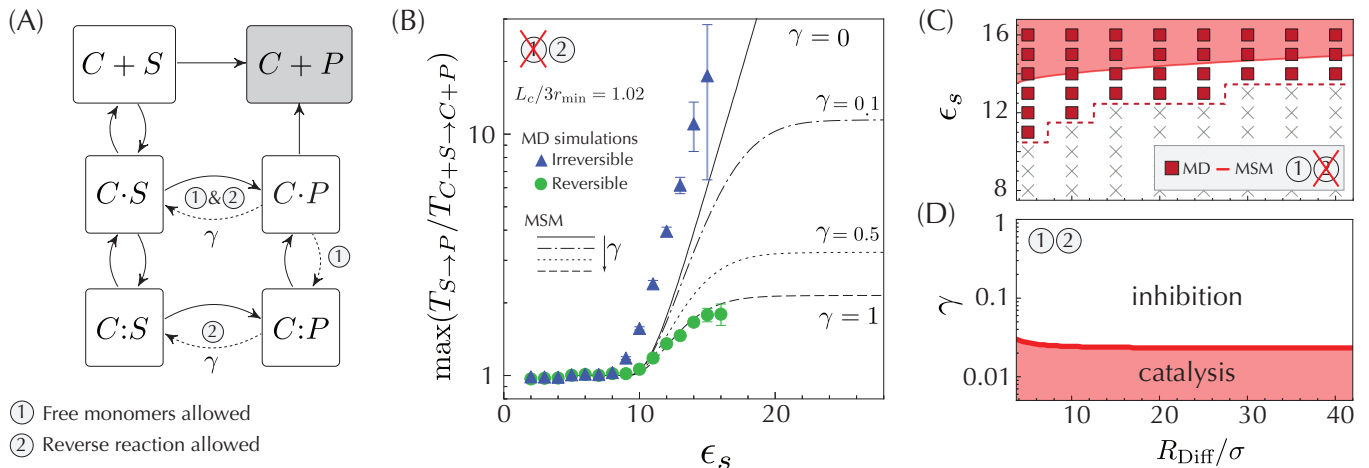 (A)
C + S
C + P
C·S
C·P
①&②
γ
①
C:S
C:P
②
γ
① Free monomers allowed
② Reverse reaction allowed
(B)
max(T_{S→P}/T_{C+S→C+P})
10
1
① ②
L_c/3r_min = 1.02
MD simulations
Irreversible
Reversible
MSM
γ
γ = 0
γ = 0.1
γ = 0.5
γ = 1
0 10 20
ϵ_s
(C)
ϵ_s
16
14
12
10
8
MD MSM ① ②
(D)
①②
γ
1
0.1
0.01
inhibition
catalysis
10 20 30 40
R_Diff/σ